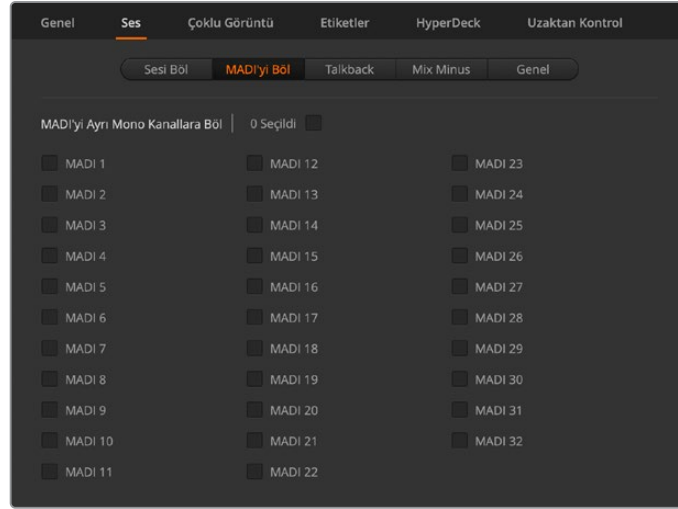 Genel Ses Çoklu Görüntü Etiketler HyperDeck Uzaktan Kontrol
Sesi Böl MADI'yi Böl Talkback Mix Minus Genel
MADI'yi Ayrı Mono Kanallara Böl 0 Seçildi
MADI 1 MADI 12 MADI 23
MADI 2 MADI 13 MADI 24
MADI 3 MADI 14 MADI 25
MADI 4 MADI 15 MADI 26
MADI 5 MADI 16 MADI 27
MADI 6 MADI 17 MADI 28
MADI 7 MADI 18 MADI 29
MADI 8 MADI 19 MADI 30
MADI 9 MADI 20 MADI 31
MADI 10 MADI 21 MADI 32
MADI 11 MADI 22